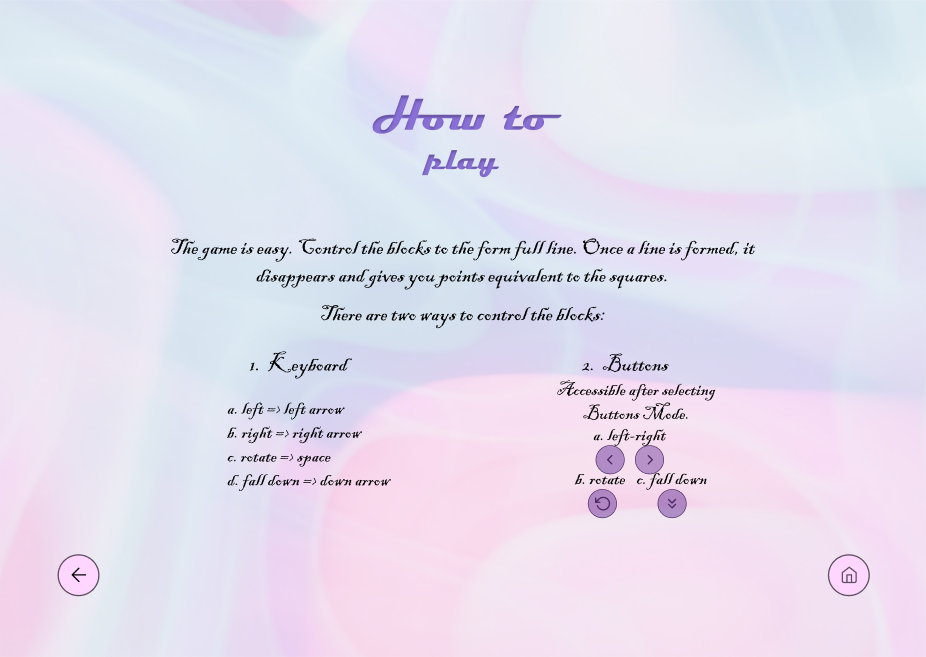 How to
play
The game is easy. Control the blocks to the form full line. Once a line is formed, it
disappears and gives you points equivalent to the squares.
There are two ways to control the blocks:
1. Keyboard
a. left => left arrow
b. right => right arrow
c. rotate => space
d. fall down => down arrow
2. Buttons
Accessible after selecting
Buttons Mode.
a. left-right
b. rotate c. fall down